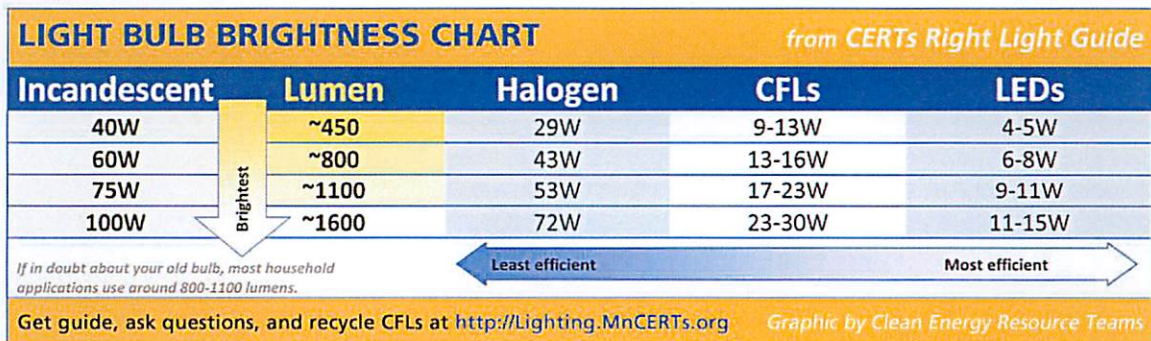 LIGHT BULB BRIGHTNESS CHART from CERTs Right Light Guide
Incandescent Lumen Halogen CFLs LEDs
40W ~450 29W 9-13W 4-5W
60W ~800 43W 13-16W 6-8W
75W ~1100 53W 17-23W 9-11W
100W ~1600 72W 23-30W 11-15W
Brightest
If in doubt about your old bulb, most household
applications use around 800-1100 lumens.
Least efficient Most efficient
Get guide, ask questions, and recycle CFLs at http://Lighting.MnCERTs.org Graphic by Clean Energy Resource Teams